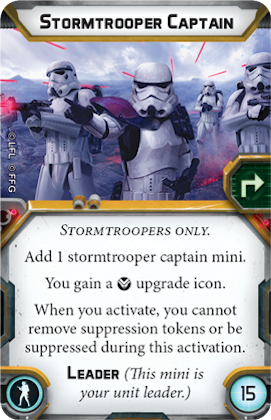 STORMTROOPER CAPTAIN
©LFL ©FFG
STORMTROOPERS ONLY.
Add 1 stormtrooper captain mini.
You gain a upgrade icon.
When you activate, you cannot
remove suppression tokens or be
suppressed during this activation.
LEADER (This mini is
your unit leader.)
15